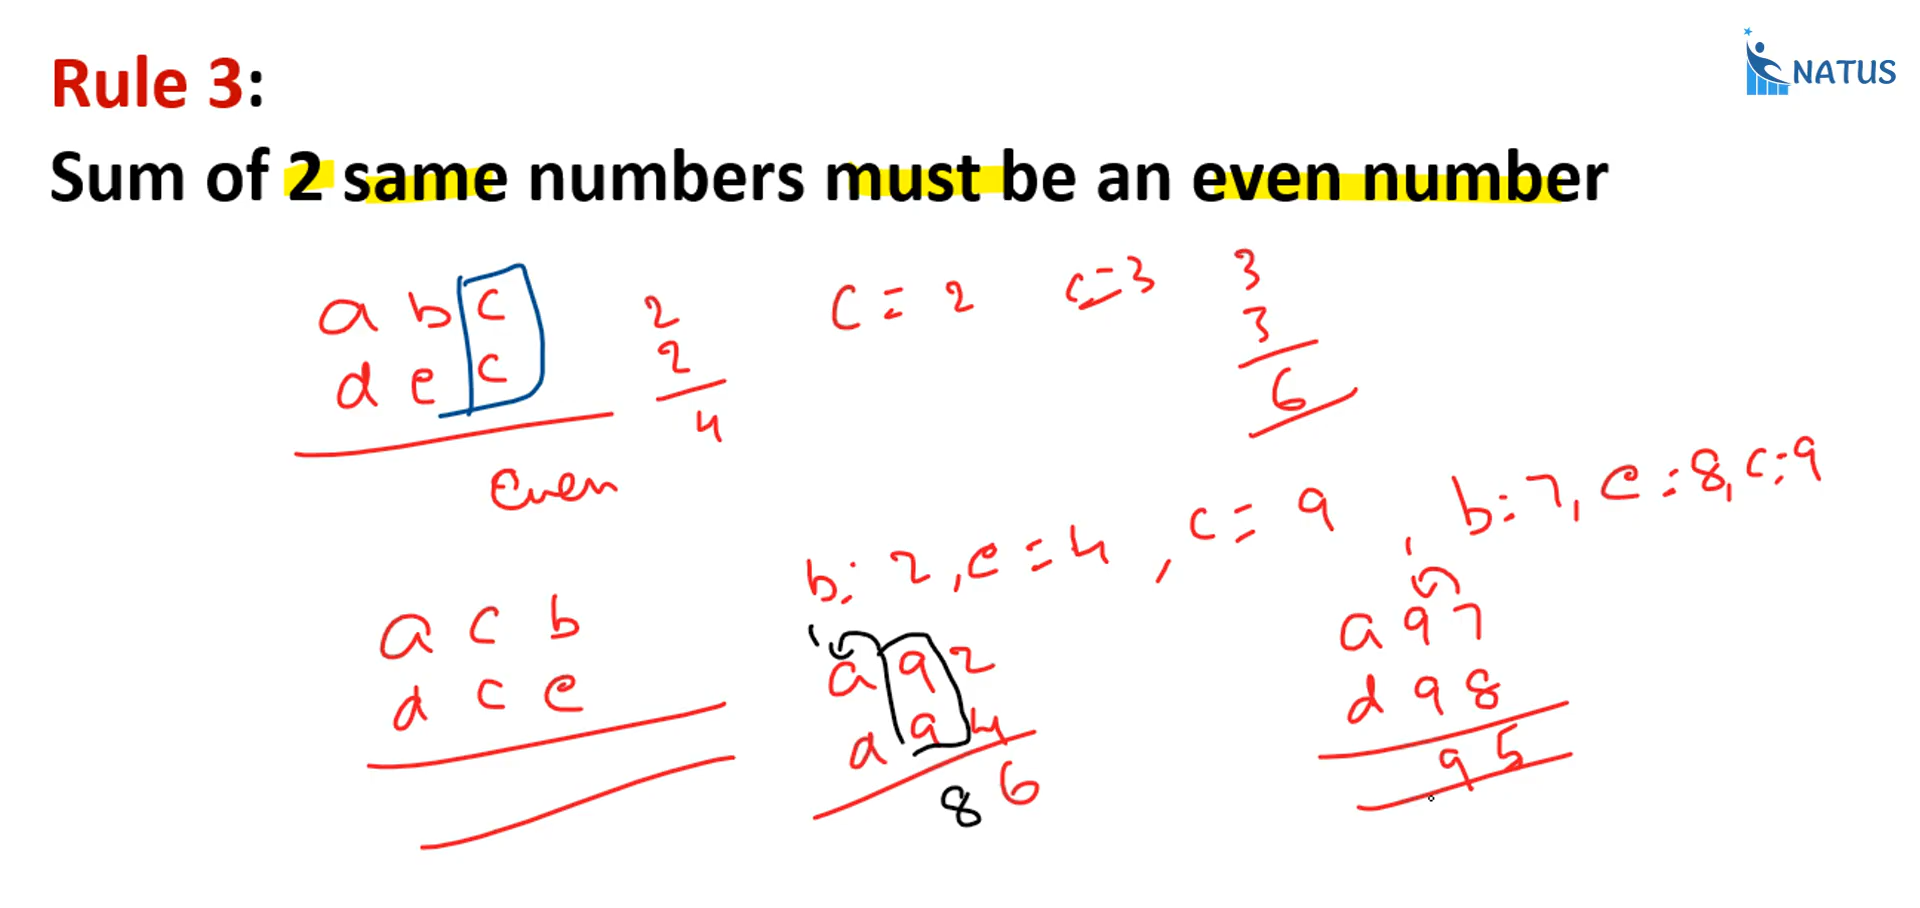 NATUS
Rule 3:
Sum of 2 same numbers must be an even number
a b c
d e c
Even
2
2
4
C = 2
c=3
3
3
6
b: 2, e = 4, c = 9, b: 7, e = 8, c = 9
a c b
d c e
1
a 9 2
d 9 4
8 6
1
a 9 7
d 9 8
9 5